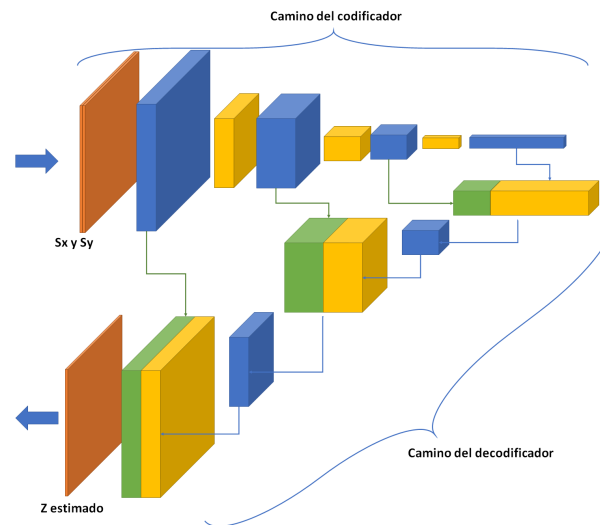 Camino del codificador
Sx y Sy
Camino del decodificador
Z estimado